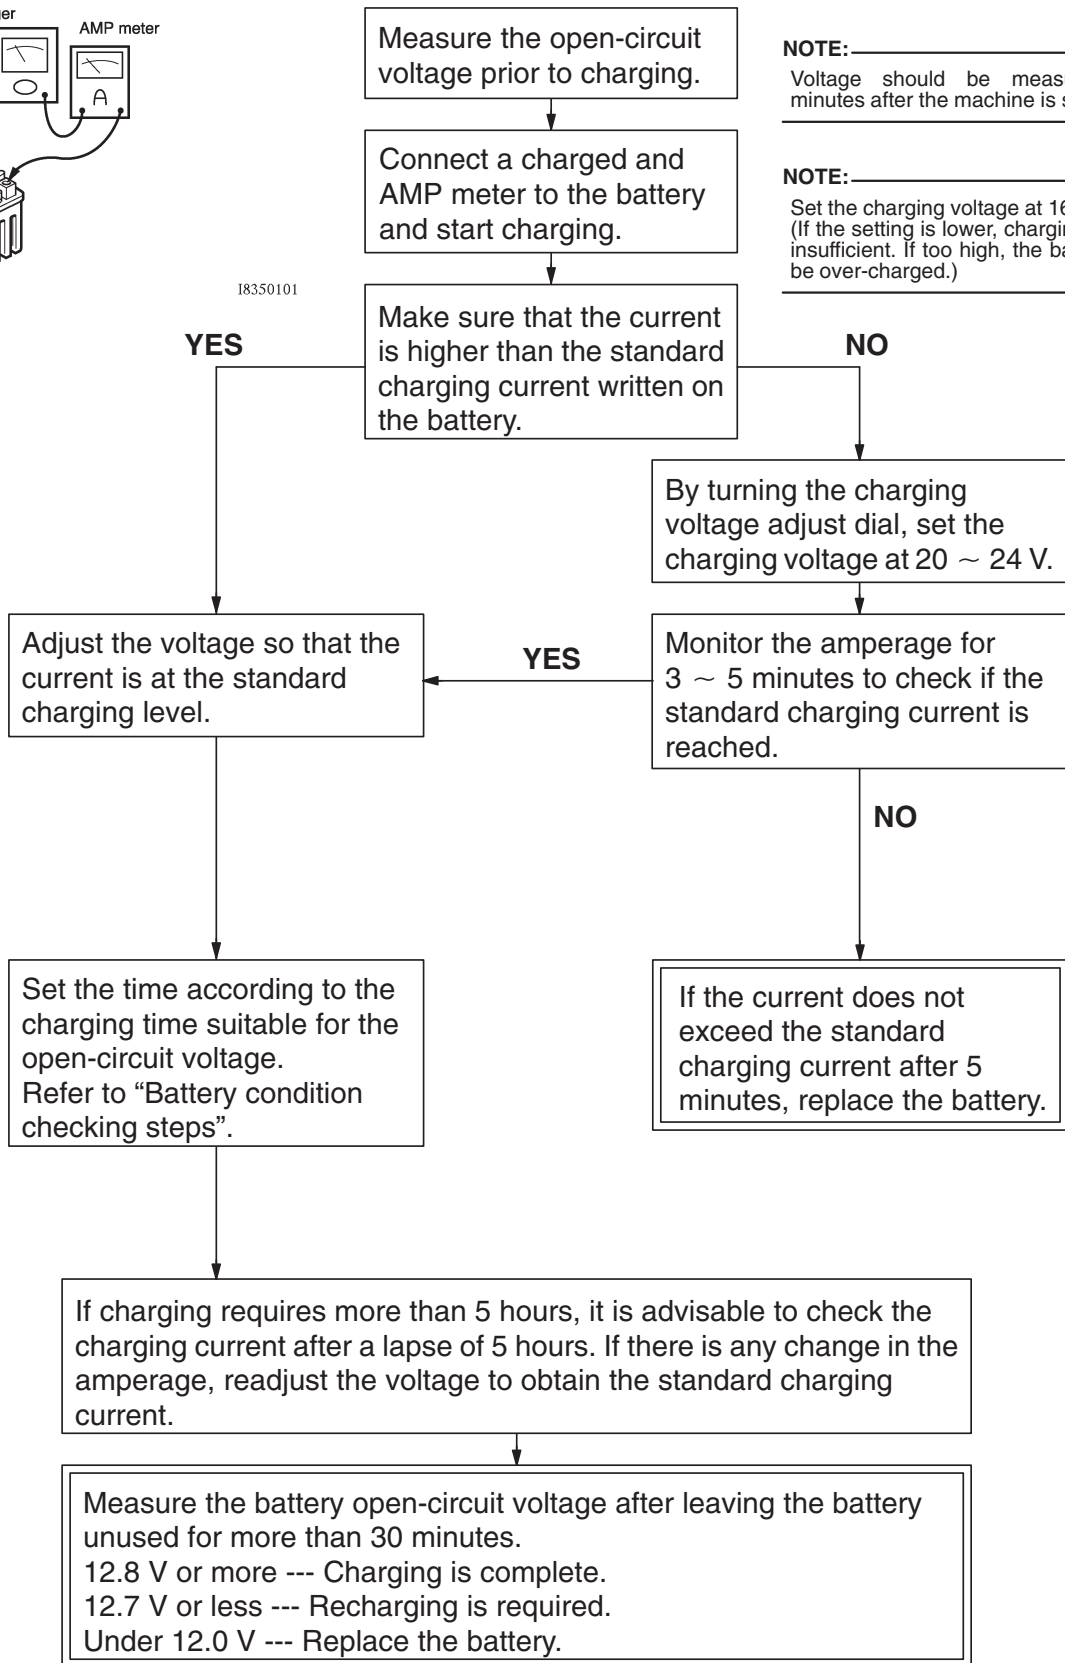 AMP meter
A
Measure the open-circuit
voltage prior to charging.
NOTE:
Voltage should be
minutes after the machine is
Connect a charged and
AMP meter to the battery
and start charging.
NOTE:
Set the charging voltage at 16
(If the setting is lower,
insufficient. If too high, the
be over-charged.)
I8350101
Make sure that the current
is higher than the standard
charging current written on
the battery.
YES
NO
By turning the charging
voltage adjust dial, set the
charging voltage at 20 ~ 24 V.
Adjust the voltage so that the
current is at the standard
charging level.
YES
Monitor the amperage for
3 ~ 5 minutes to check if the
standard charging current is
reached.
NO
Set the time according to the
charging time suitable for the
open-circuit voltage.
Refer to “Battery condition
checking steps”.
If the current does not
exceed the standard
charging current after 5
minutes, replace the battery.
If charging requires more than 5 hours, it is advisable to check the
charging current after a lapse of 5 hours. If there is any change in the
amperage, readjust the voltage to obtain the standard charging
current.
Measure the battery open-circuit voltage after leaving the battery
unused for more than 30 minutes.
12.8 V or more --- Charging is complete.
12.7 V or less --- Recharging is required.
Under 12.0 V --- Replace the battery.